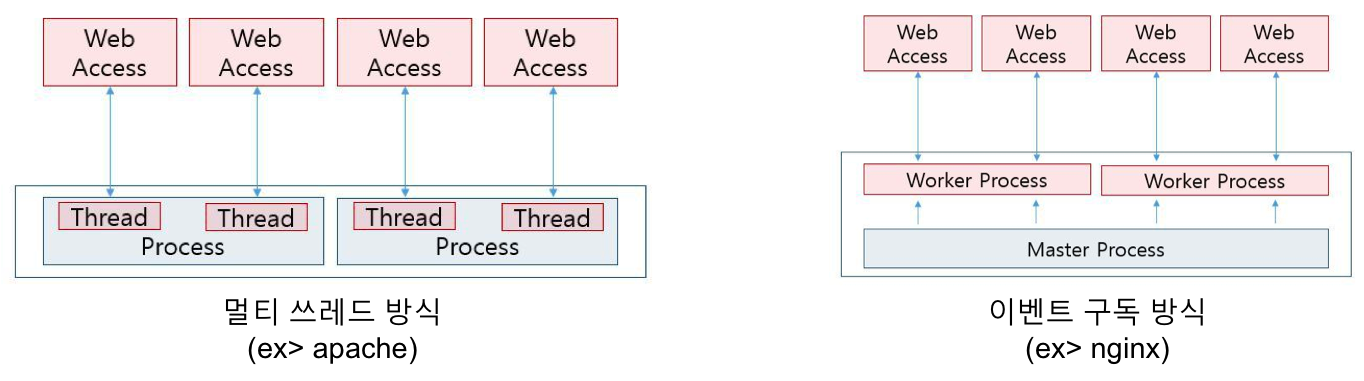 Web
Access
Web
Access
Web
Access
Web
Access
Thread
Thread
Process
Thread
Thread
Process
멀티 쓰레드 방식
(ex> apache)
Web
Access
Web
Access
Web
Access
Web
Access
Worker Process
Worker Process
Master Process
이벤트 구독 방식
(ex> nginx)